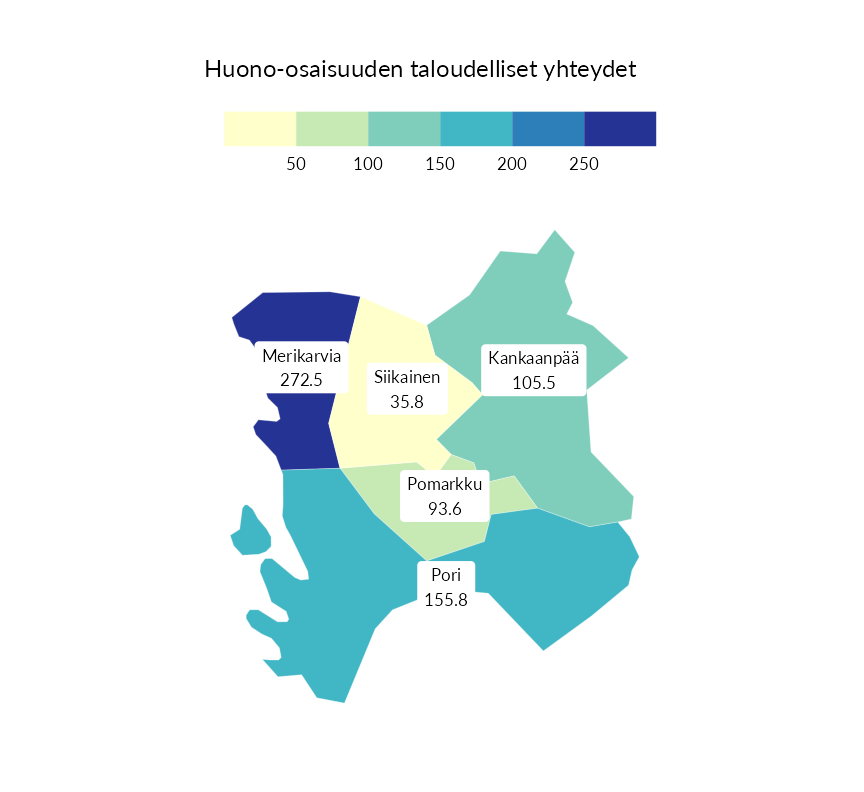 Huono-osaisuuden taloudelliset yhteydet
50 100 150 200 250
Merikarvia
272.5
Siikainen
35.8
Kankaanpää
105.5
Pomarkku
93.6
Pori
155.8